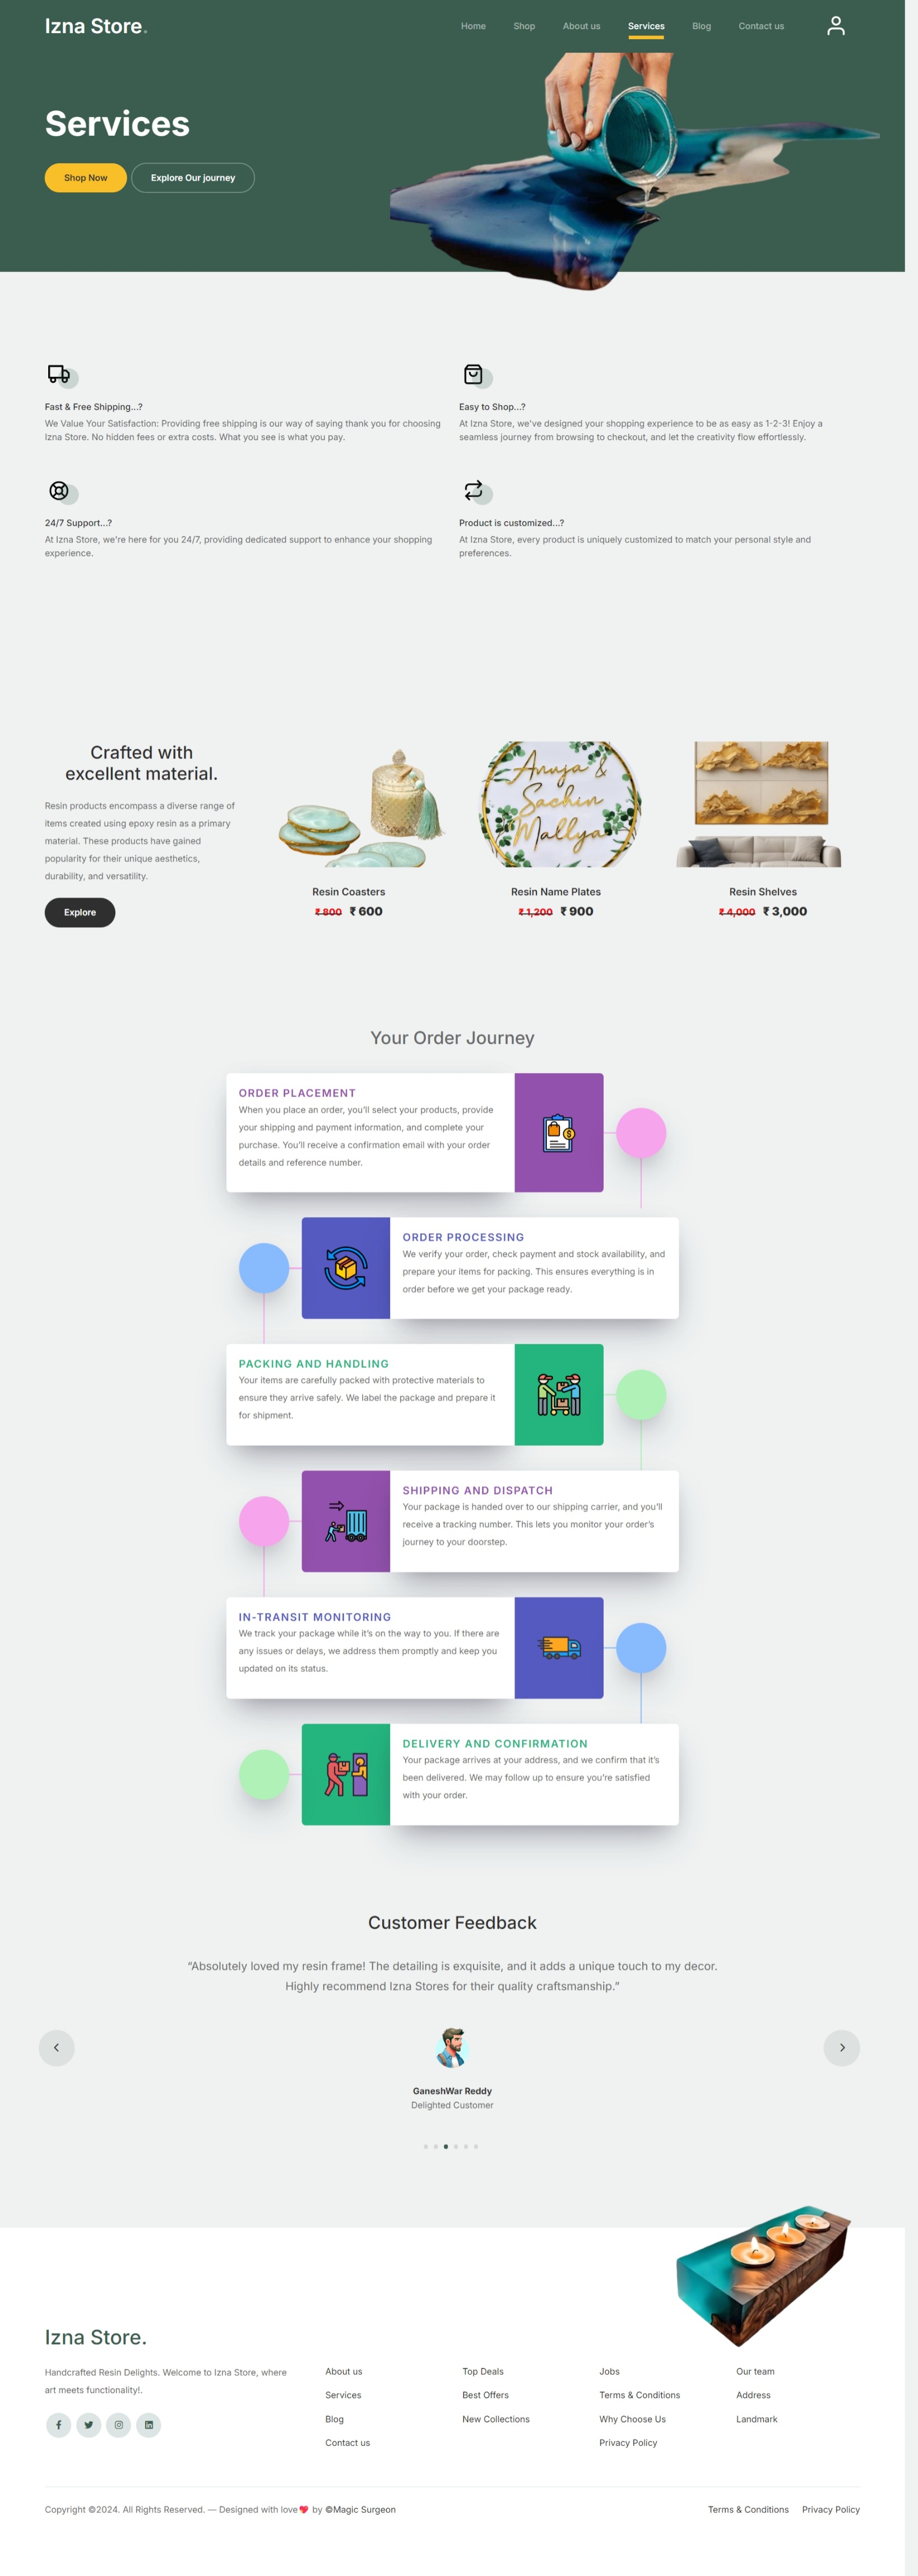 Izna Store.
Home Shop About us Services Blog Contact us
Services
Shop Now Explore Our journey
Fast & Free Shipping...?
We Value Your Satisfaction: Providing free shipping is our way of saying thank you for choosing
Izna Store. No hidden fees or extra costs. What you see is what you pay.
Easy to Shop...?
At Izna Store, we've designed your shopping experience to be as easy as 1-2-3! Enjoy a
seamless journey from browsing to checkout, and let the creativity flow effortlessly.
24/7 Support...?
At Izna Store, we're here for you 24/7, providing dedicated support to enhance your shopping
experience.
Product is customized...?
At Izna Store, every product is uniquely customized to match your personal style and
preferences.
Crafted with
excellent material.
Resin products encompass a diverse range of
items created using epoxy resin as a primary
material. These products have gained
popularity for their unique aesthetics,
durability, and versatility.
Explore
Resin Coasters
₹ 800 ₹ 600
Anuja &
Sachin
Mallya
Resin Name Plates
₹ 1,200 ₹ 900
Resin Shelves
₹ 4,000 ₹ 3,000
Your Order Journey
ORDER PLACEMENT
When you place an order, you'll select your products, provide
your shipping and payment information, and complete your
purchase. You'll receive a confirmation email with your order
details and reference number.
ORDER PROCESSING
We verify your order, check payment and stock availability, and
prepare your items for packing. This ensures everything is in
order before we get your package ready.
PACKING AND HANDLING
Your items are carefully packed with protective materials to
ensure they arrive safely. We label the package and prepare it
for shipment.
SHIPPING AND DISPATCH
Your package is handed over to our shipping carrier, and you'll
receive a tracking number. This lets you monitor your order's
journey to your doorstep.
IN-TRANSIT MONITORING
We track your package while it's on the way to you. If there are
any issues or delays, we address them promptly and keep you
updated on its status.
DELIVERY AND CONFIRMATION
Your package arrives at your address, and we confirm that it's
been delivered. We may follow up to ensure you're satisfied
with your order.
Customer Feedback
“Absolutely loved my resin frame! The detailing is exquisite, and it adds a unique touch to my decor.
Highly recommend Izna Stores for their quality craftsmanship.”
GaneshWar Reddy
Delighted Customer
Izna Store.
Handcrafted Resin Delights. Welcome to Izna Store, where
art meets functionality!.
About us
Services
Blog
Contact us
Top Deals
Best Offers
New Collections
Jobs
Terms & Conditions
Why Choose Us
Privacy Policy
Our team
Address
Landmark
Copyright ©2024. All Rights Reserved. — Designed with love💖 by ©Magic Surgeon
Terms & Conditions Privacy Policy